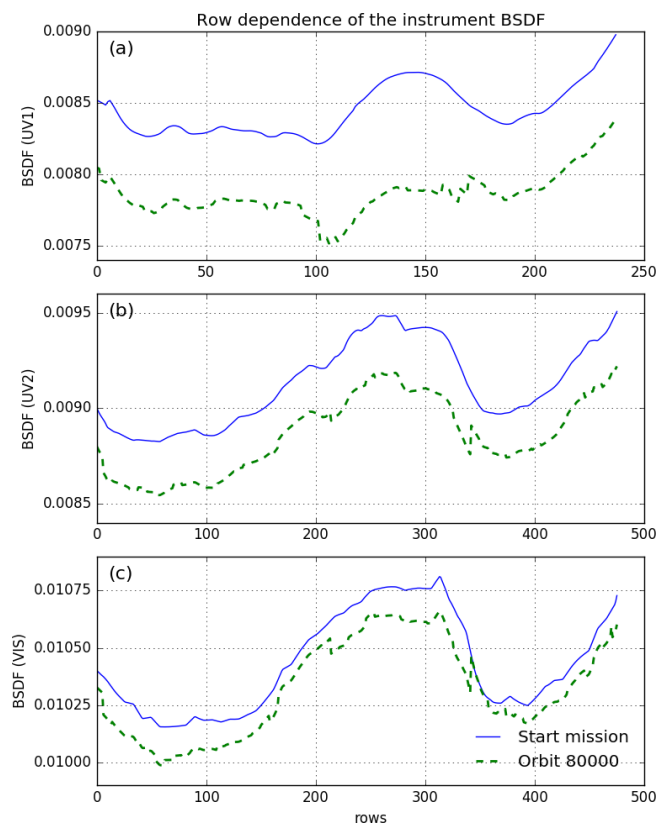 Row dependence of the instrument BSDF
(a)
BSDF (UV1)
0.0090
0.0085
0.0080
0.0075
0 50 100 150 200 250
(b)
BSDF (UV2)
0.0095
0.0090
0.0085
0 100 200 300 400 500
(c)
BSDF (VIS)
0.01075
0.01050
0.01025
0.01000
Start mission
Orbit 80000
0 100 200 300 400 500
rows